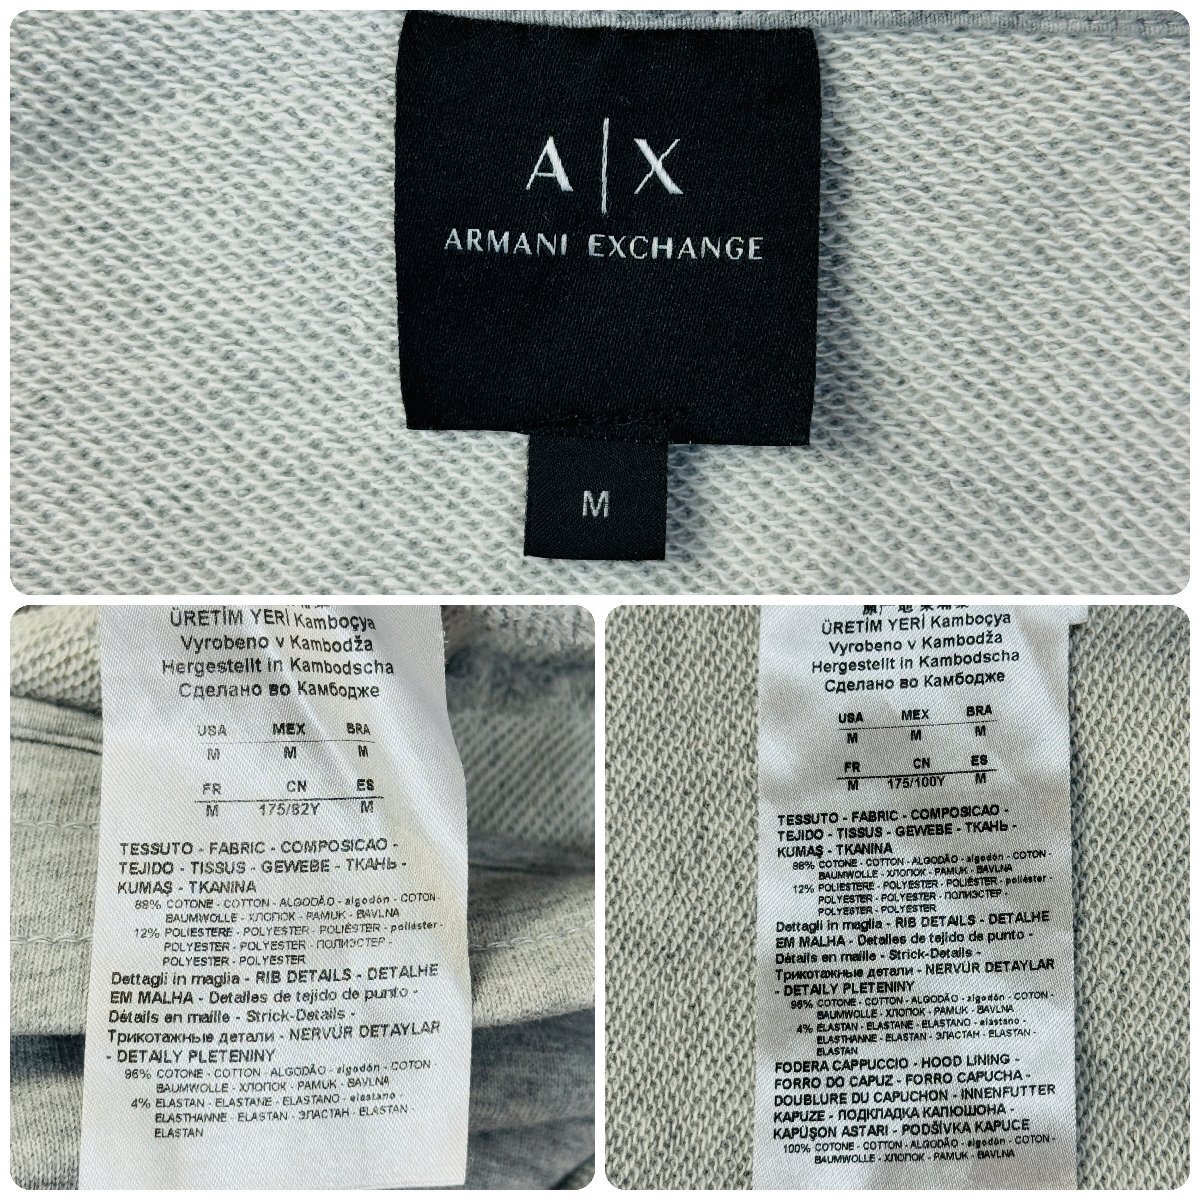 A|X
ARMANI EXCHANGE
M
ÜRETİM YERİ Kamboçya
Vyrobeno v Kambodža
Hergestellt in Kambodscha
Сделано во Камбодже
USA MEX BRA
M M M
FR CN ES
M 175/82Y M
TESSUTO - FABRIC - COMPOSICAO -
TEJIDO - TISSUS - GEWEBE - ТКАНЬ -
KUMAŞ - TKANINA
88% COTONE - COTTON - ALGODÃO - algodón - COTON -
BAUMWOLLE - ХЛОПОК - PAMUK - BAVLNA
12% POLIESTERE - POLYESTER - POLIÉSTER - poliéster -
POLYESTER - POLYESTER - ПОЛИЭСТЕР -
POLYESTER - POLYESTER
Dettagli in maglia - RIB DETAILS - DETALHE
EM MALHA - Detalles de tejido de punto -
Détails en maille - Strick-Details -
Трикотажные детали - NERVÜR DETAYLAR
- DETAILY PLETENINY
96% COTONE - COTTON - ALGODÃO - algodón - COTON
BAUMWOLLE - ХЛОПОК - PAMUK - BAVLNA
4% ELASTAN - ELASTANE - ELASTANO - elastano -
ELASTHANNE - ELASTAN - ЭЛАСТАН - ELASTAN -
ELASTAN
ÜRETİM YERİ Kamboçya
Vyrobeno v Kambodža
Hergestellt in Kambodscha
Сделано во Камбодже
USA MEX BRA
M M M
FR CN ES
M 175/100Y M
TESSUTO - FABRIC - COMPOSICAO -
TEJIDO - TISSUS - GEWEBE - ТКАНЬ -
KUMAŞ - TKANINA
88% COTONE - COTTON - ALGODÃO - algodón - COTON -
BAUMWOLLE - ХЛОПОК - PAMUK - BAVLNA
12% POLIESTERE - POLYESTER - POLIÉSTER - poliéster -
POLYESTER - POLYESTER - ПОЛИЭСТЕР -
POLYESTER - POLYESTER
Dettagli in maglia - RIB DETAILS - DETALHE
EM MALHA - Detalles de tejido de punto -
Détails en maille - Strick-Details -
Трикотажные детали - NERVÜR DETAYLAR
- DETAILY PLETENINY
96% COTONE - COTTON - ALGODÃO - algodón - COTON -
BAUMWOLLE - ХЛОПОК - PAMUK - BAVLNA
4% ELASTAN - ELASTANE - ELASTANO - elastano -
ELASTHANNE - ELASTAN - ЭЛАСТАН - ELASTAN -
ELASTAN
FODERA CAPPUCCIO - HOOD LINING -
FORRO DO CAPUZ - FORRO CAPUCHA -
DOUBLURE DU CAPUCHON - INNENFUTTER
KAPUZE - ПОДКЛАДКА КАПЮШОНА -
KAPÜŞON ASTARI - PODŠÍVKA KAPUCE
100% COTONE - COTTON - ALGODÃO - algodón - COTON -
BAUMWOLLE - ХЛОПОК - PAMUK - BAVLNA